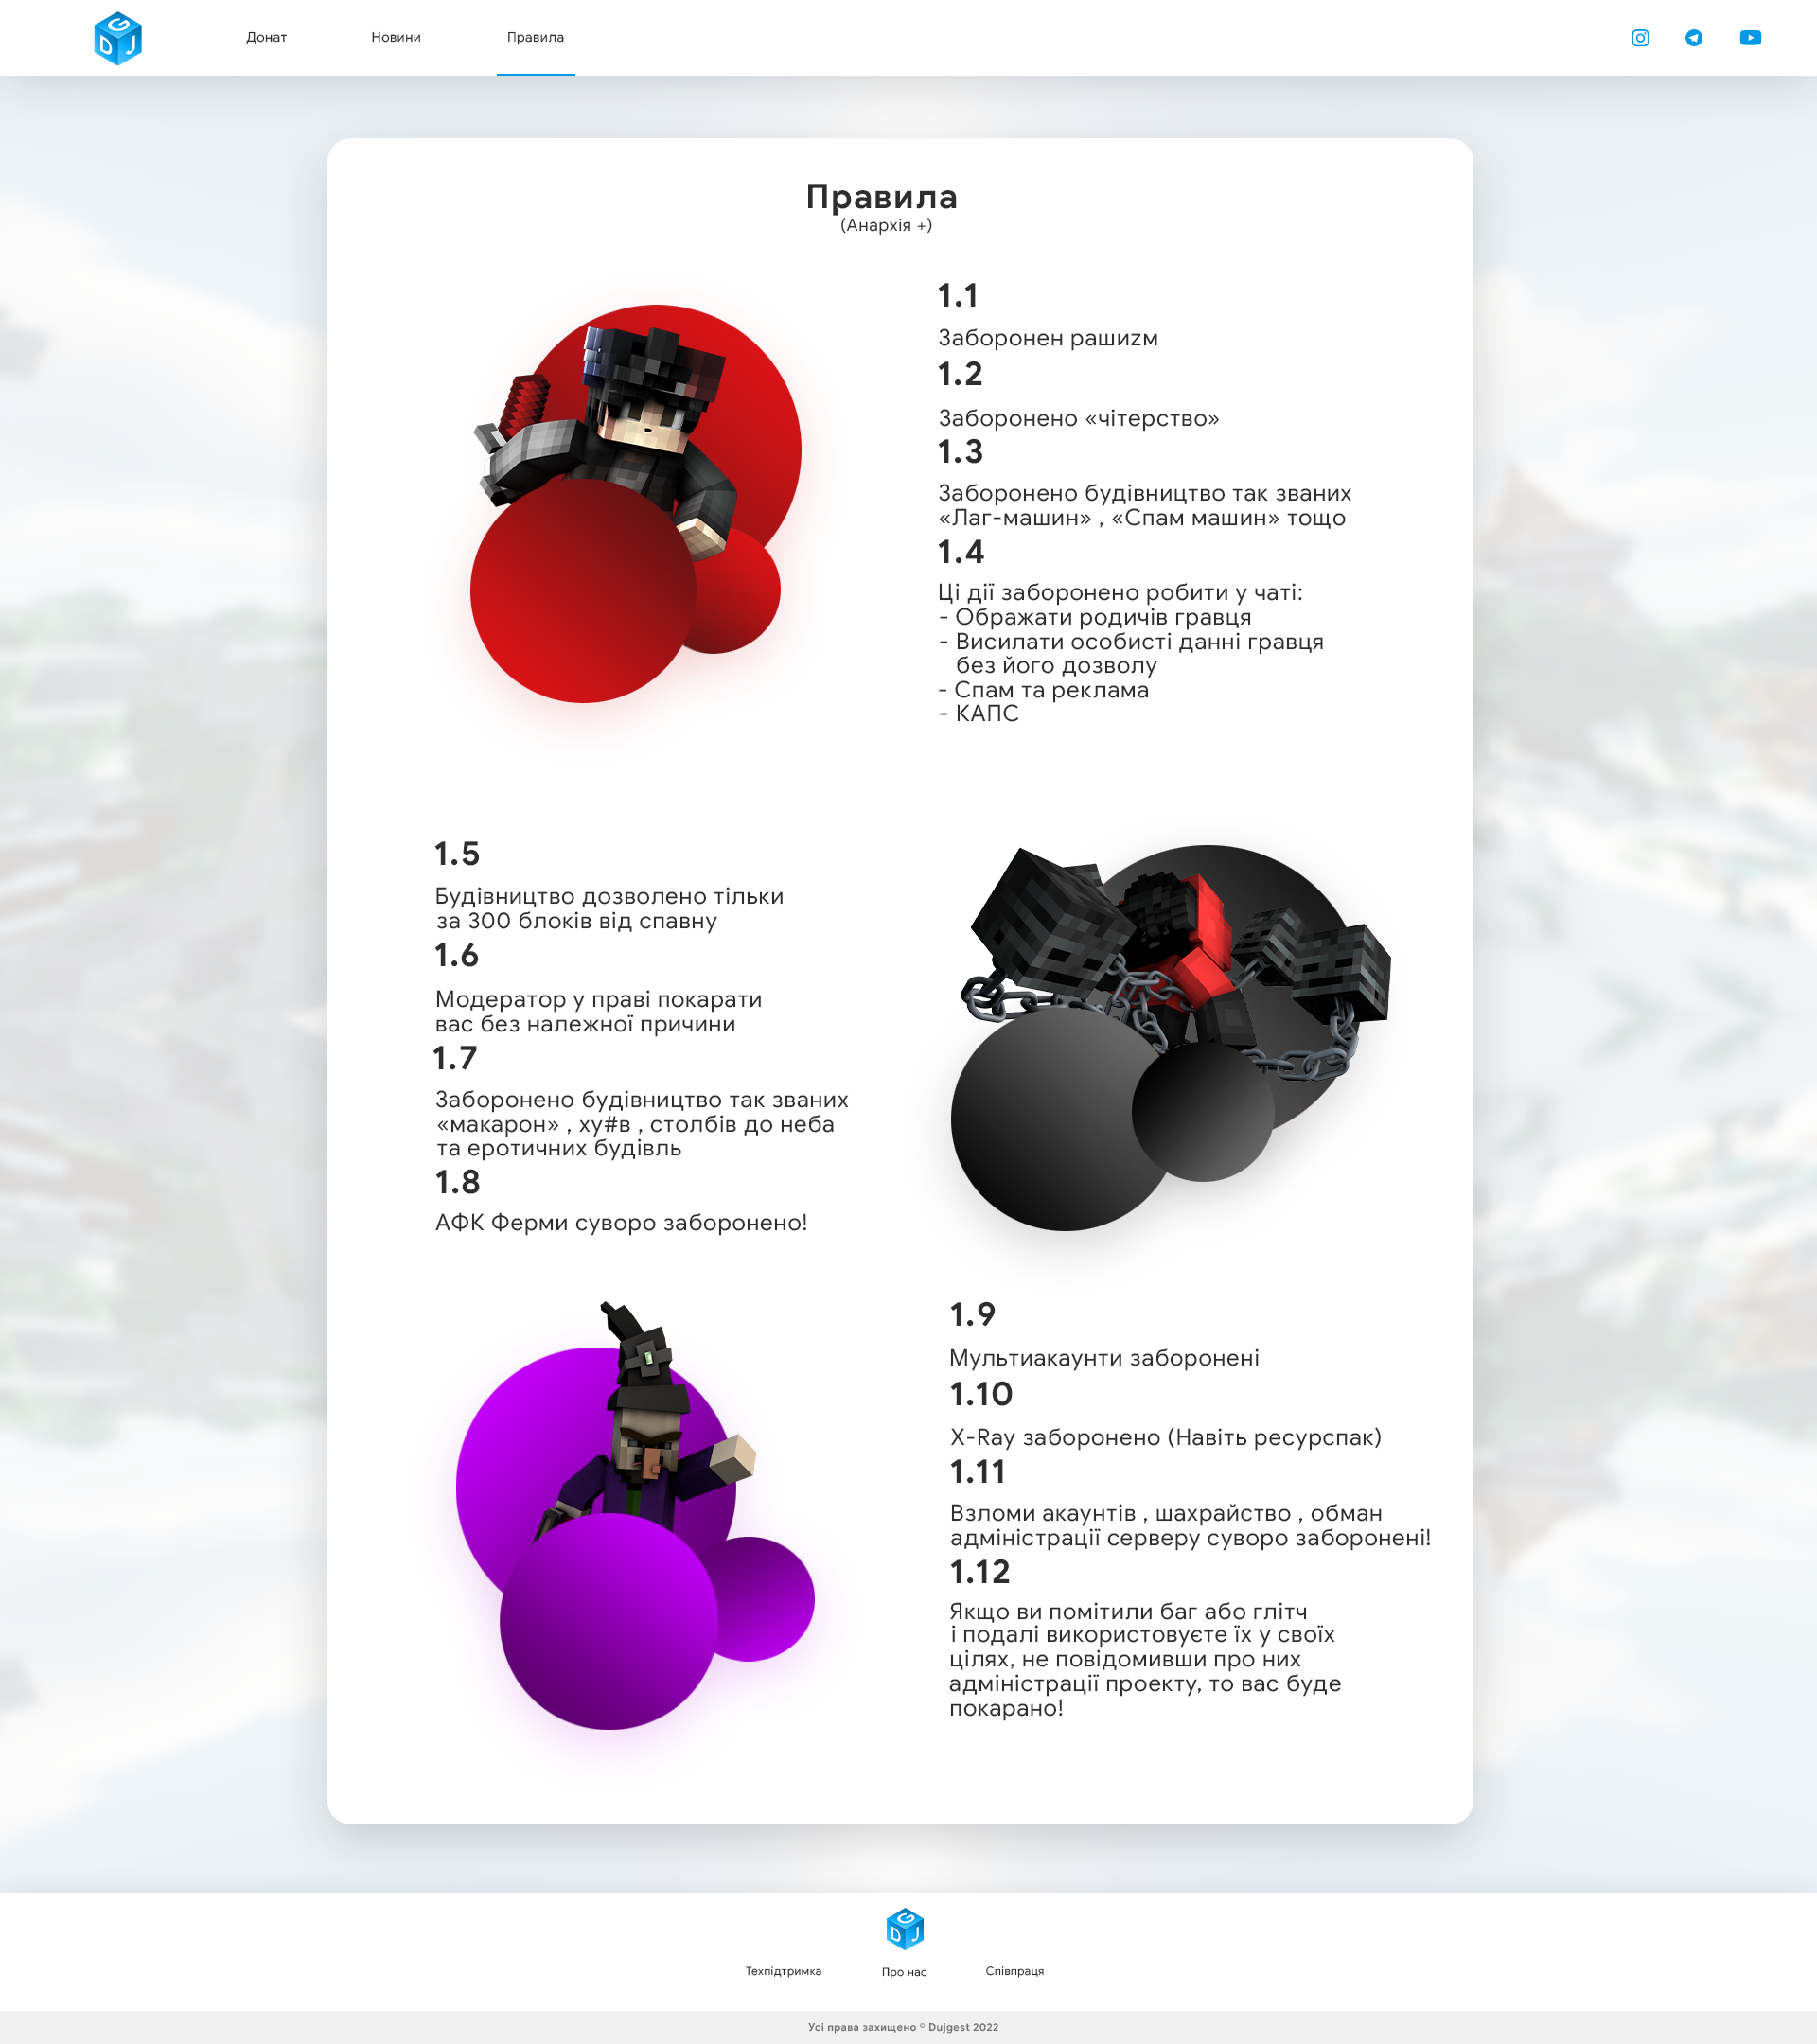 G
D J
Донат
Новини
Правила
Правила
(Анархія +)
1.1
Заборонен рашиzм
1.2
Заборонено «чітерство»
1.3
Заборонено будівництво так званих
«Лаг-машин» , «Спам машин» тощо
1.4
Ці дії заборонено робити у чаті:
- Ображати родичів гравця
- Висилати особисті данні гравця
без його дозволу
- Спам та реклама
- КАПС
1.5
Будівництво дозволено тільки
за 300 блоків від спавну
1.6
Модератор у праві покарати
вас без належної причини
1.7
Заборонено будівництво так званих
«макарон» , ху#в , столбів до неба
та еротичних будівль
1.8
АФК Ферми суворо заборонено!
1.9
Мультиакаунти заборонені
1.10
X-Ray заборонено (Навіть ресурспак)
1.11
Взломи акаунтів , шахрайство , обман
адміністрації серверу суворо заборонені!
1.12
Якщо ви помітили баг або глітч
і подалі використовуєте їх у своїх
цілях, не повідомивши про них
адміністрації проекту, то вас буде
покарано!
G
D J
Техпідтримка
Про нас
Співпраця
Усі права захищено © Dujgest 2022